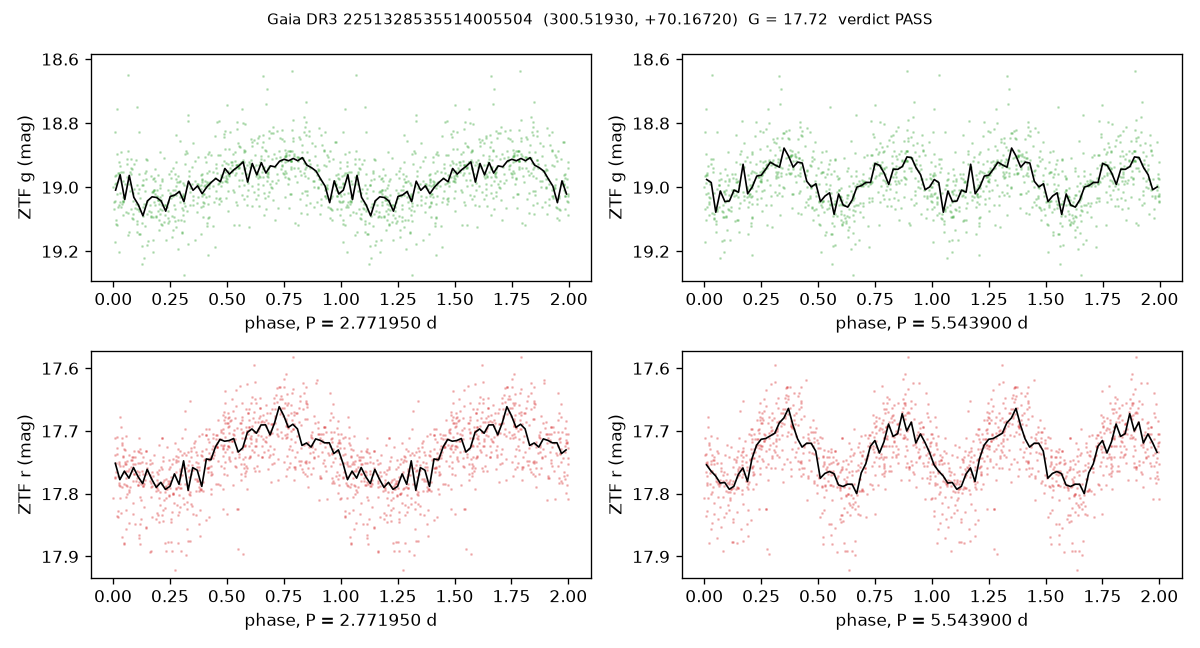 Gaia DR3 2251328535514005504 (300.51930, +70.16720) G = 17.72 verdict PASS
18.6
18.8
19.0
19.2
ZTF g (mag)
0.00 0.25 0.50 0.75 1.00 1.25 1.50 1.75 2.00
phase, P = 2.771950 d
18.6
18.8
19.0
19.2
ZTF g (mag)
0.00 0.25 0.50 0.75 1.00 1.25 1.50 1.75 2.00
phase, P = 5.543900 d
17.6
17.7
17.8
17.9
ZTF r (mag)
0.00 0.25 0.50 0.75 1.00 1.25 1.50 1.75 2.00
phase, P = 2.771950 d
17.6
17.7
17.8
17.9
ZTF r (mag)
0.00 0.25 0.50 0.75 1.00 1.25 1.50 1.75 2.00
phase, P = 5.543900 d